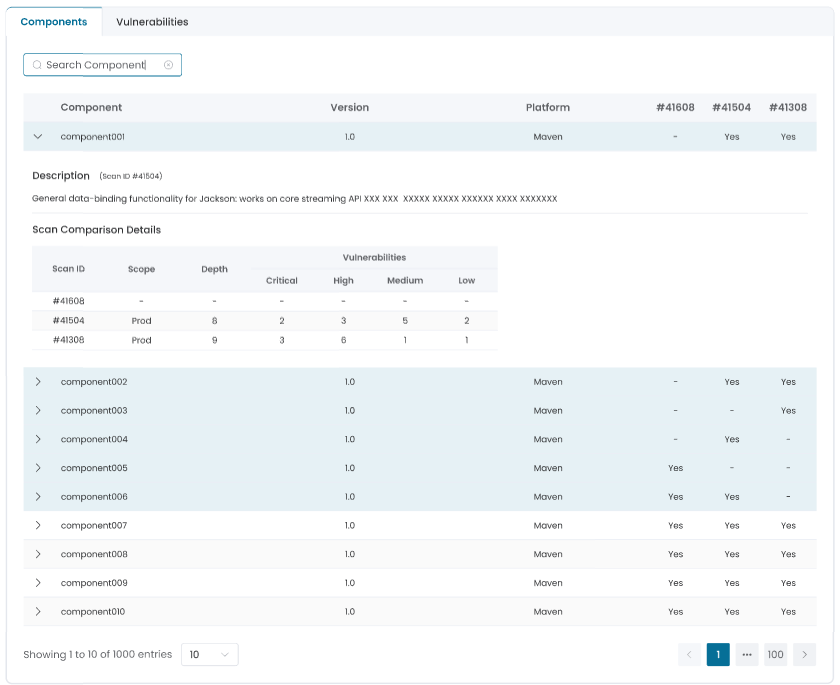 Components Vulnerabilities
Search Component
Component Version Platform #41608 #41504 #41308
component001 1.0 Maven - Yes Yes
Description (Scan ID #41504)
General data-binding functionality for Jackson: works on core streaming API XXX XXX XXXXX XXXXX XXXXXX XXXX XXXXXXX
Scan Comparison Details
Vulnerabilities
Scan ID Scope Depth
Critical High Medium Low
#41608 - - - - - -
#41504 Prod 8 2 3 5 2
#41308 Prod 9 3 6 1 1
component002 1.0 Maven - Yes Yes
component003 1.0 Maven - - Yes
component004 1.0 Maven - Yes -
component005 1.0 Maven Yes - -
component006 1.0 Maven Yes Yes -
component007 1.0 Maven Yes Yes Yes
component008 1.0 Maven Yes Yes Yes
component009 1.0 Maven Yes Yes Yes
component010 1.0 Maven Yes Yes Yes
Showing 1 to 10 of 1000 entries 10 < 1 ••• 100 >